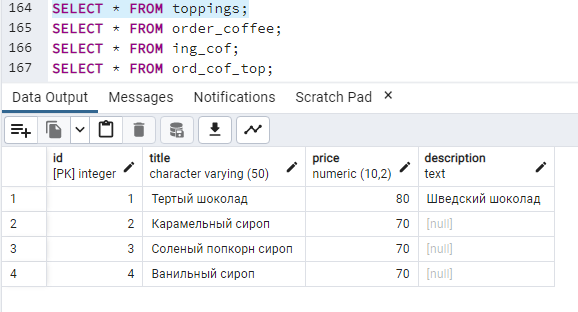 164 SELECT * FROM toppings;
165 SELECT * FROM order_coffee;
166 SELECT * FROM ing_cof;
167 SELECT * FROM ord_cof_top;
Data Output Messages Notifications Scratch Pad ×
id title price description
[PK] integer character varying (50) numeric (10,2) text
1 1 Тертый шоколад 80 Шведский шоколад
2 2 Карамельный сироп 70 [null]
3 3 Соленый попкорн сироп 70 [null]
4 4 Ванильный сироп 70 [null]